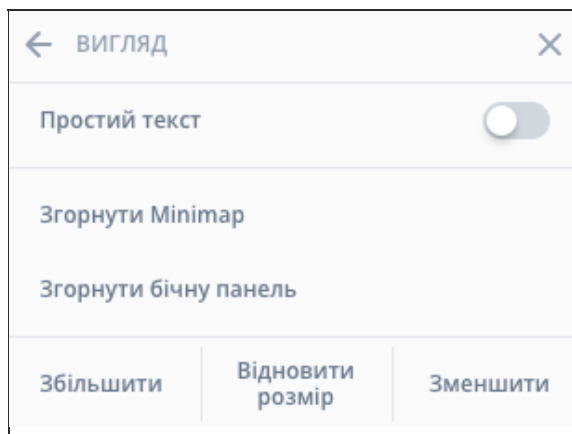 ВИГЛЯД
Простий текст
Згорнути Minimap
Згорнути бічну панель
Збільшити
Відновити
розмір
Зменшити